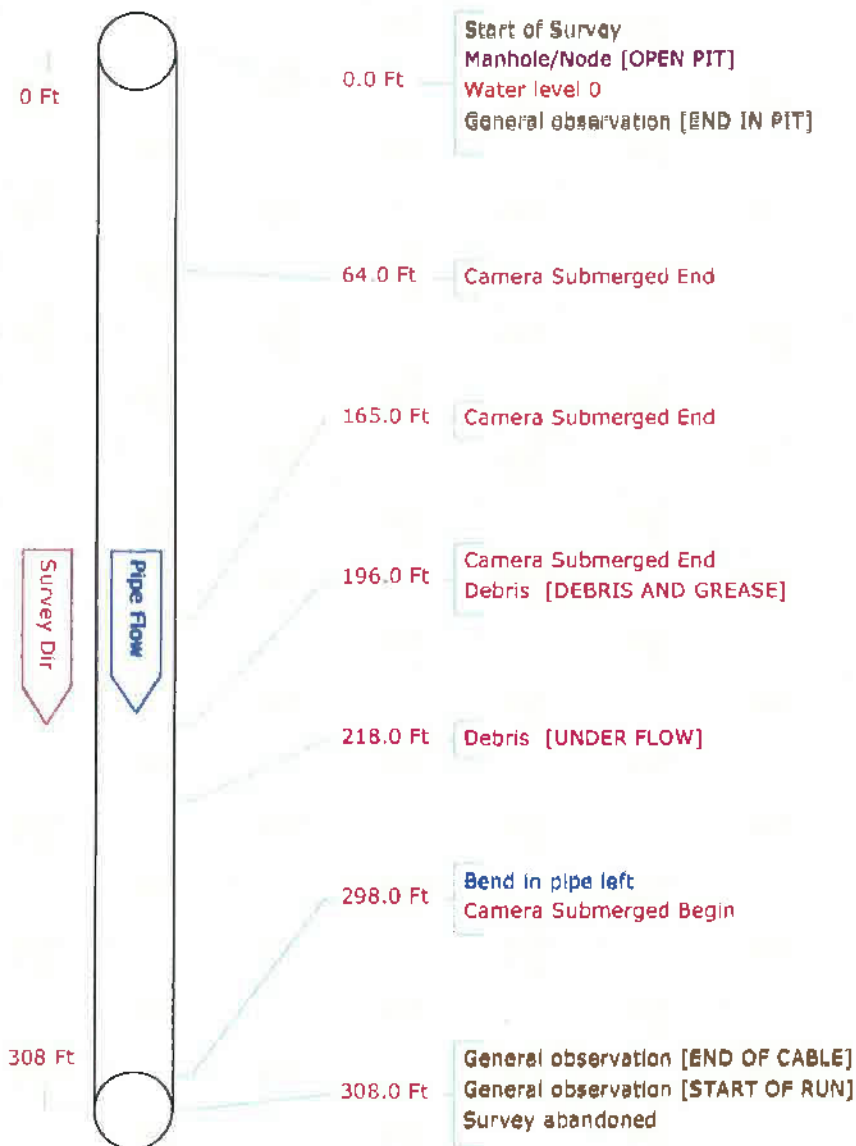 Start of Survey
Manhole/Node [OPEN PIT]
0 Ft
0.0 Ft
Water level 0
General observation [END IN PIT]
64.0 Ft
Camera Submerged End
165.0 Ft
Camera Submerged End
Survey Dir
Pipe Flow
196.0 Ft
Camera Submerged End
Debris [DEBRIS AND GREASE]
218.0 Ft
Debris [UNDER FLOW]
298.0 Ft
Bend in pipe left
Camera Submerged Begin
308 Ft
308.0 Ft
General observation [END OF CABLE]
General observation [START OF RUN]
Survey abandoned